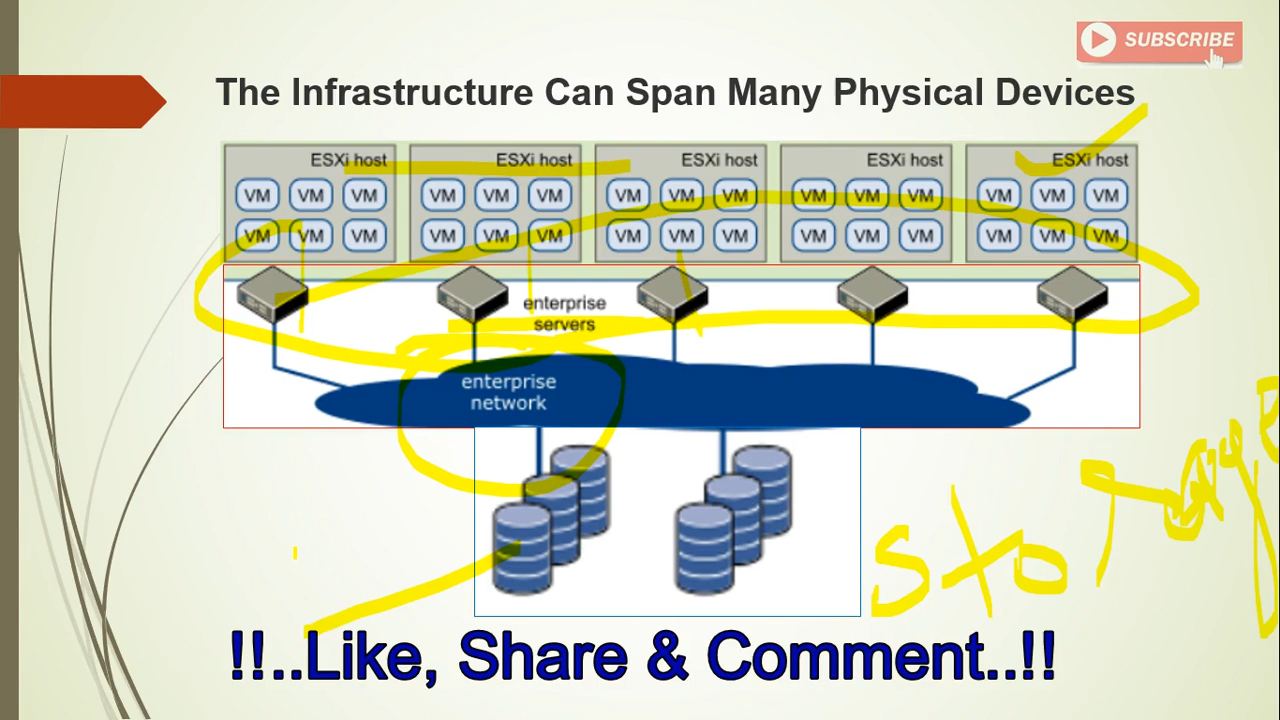 SUBSCRIBE
The Infrastructure Can Span Many Physical Devices
ESXi host ESXi host ESXi host ESXi host ESXi host
VM VM VM VM VM VM VM VM VM VM VM VM VM VM VM
VM VM VM VM VM VM VM VM VM VM VM VM VM VM VM
enterprise
servers
enterprise
network
storage
!!..Like, Share & Comment..!!